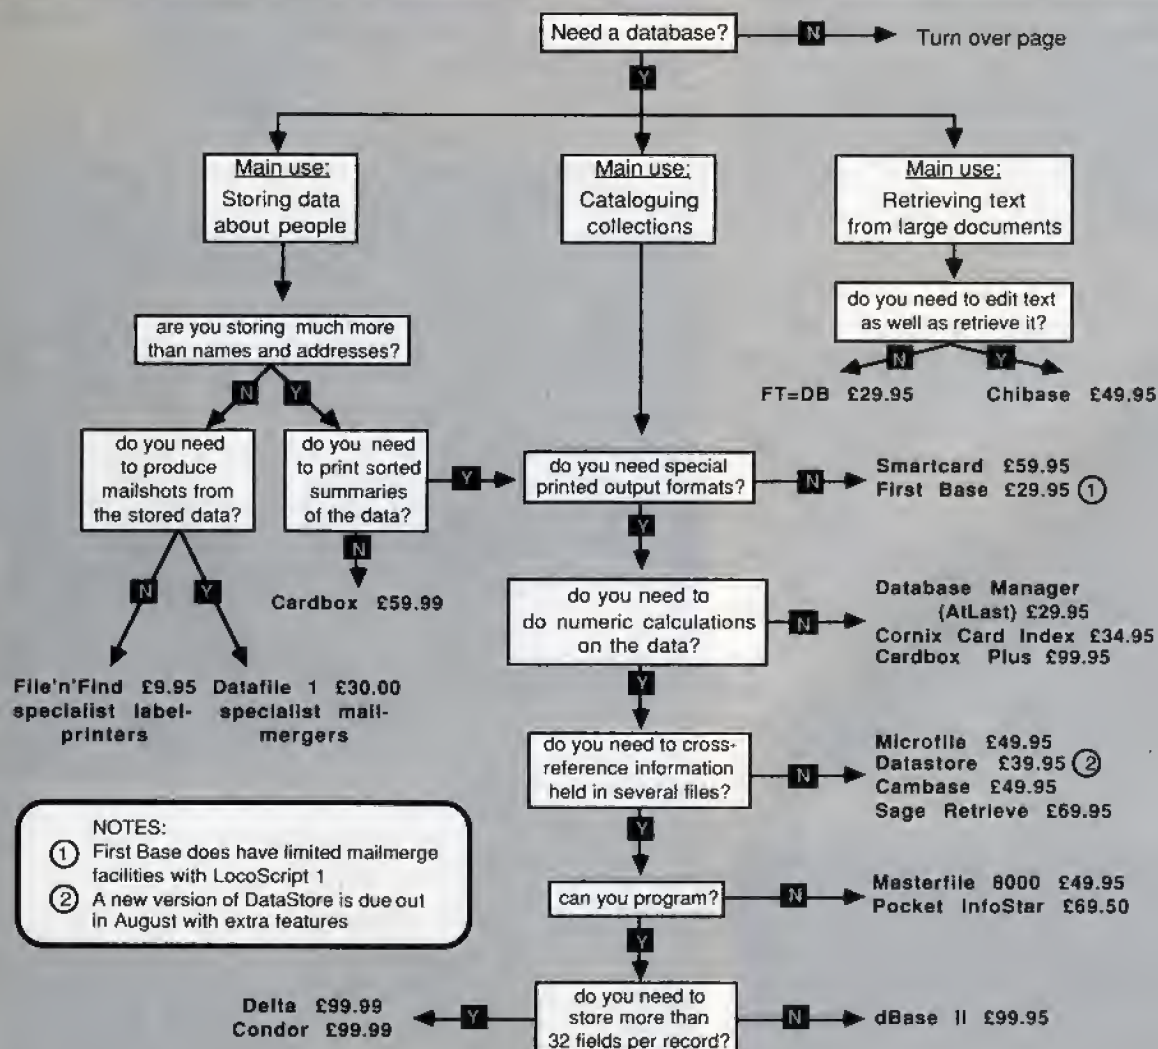 Need a database?
N
Turn over page
Y
Main use:
Storing data
about people
Main use:
Cataloguing
collections
Main use:
Retrieving text
from large documents
are you storing much more
than names and addresses?
do you need to edit text
as well as retrieve it?
N
Y
N
Y
FT=DB £29.95
Chibase £49.95
do you need
to produce
mailshots from
the stored data?
do you need
to print sorted
summaries
of the data?
Y
do you need special
printed output formats?
N
Smartcard £59.95
First Base £29.95 ①
N
Y
N
Y
Cardbox £59.99
File'n'Find £9.95
specialist label-
printers
Datafile 1 £30.00
specialist mail-
mergers
do you need to
do numeric calculations
on the data?
N
Database Manager
(AtLast) £29.95
Cornix Card Index £34.95
Cardbox Plus £99.95
Y
do you need to cross-
reference information
held in several files?
N
Microfile £49.95
Datastore £39.95 ②
Cambase £49.95
Sage Retrieve £69.95
NOTES:
① First Base does have limited mailmerge
facilities with LocoScript 1
② A new version of DataStore is due out
in August with extra features
Y
can you program?
N
Masterfile 8000 £49.95
Pocket InfoStar £69.50
Y
do you need to
store more than
32 fields per record?
Y
Delta £99.99
Condor £99.99
N
dBase II £99.95